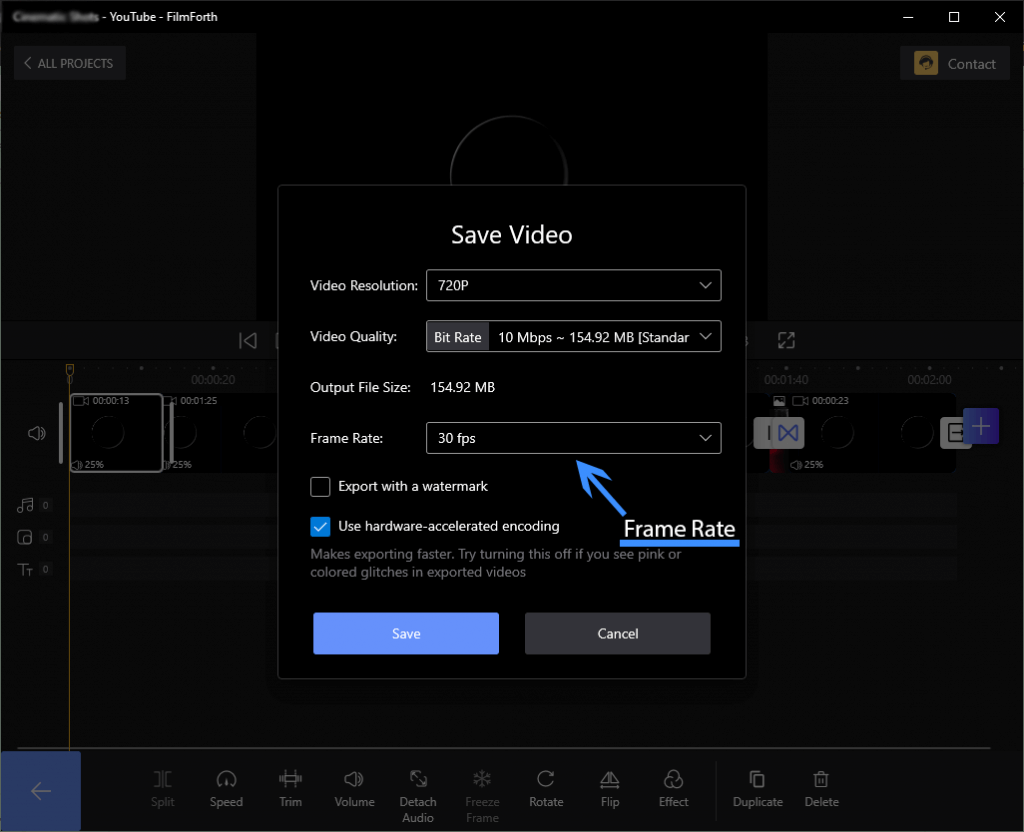 - YouTube - FilmForth
ALL PROJECTS
Contact
Save Video
Video Resolution: 720P
Video Quality: Bit Rate 10 Mbps ~ 154.92 MB [Standar
Output File Size: 154.92 MB
Frame Rate: 30 fps
Export with a watermark
Use hardware-accelerated encoding
Frame Rate
Makes exporting faster. Try turning this off if you see pink or
colored glitches in exported videos
Save Cancel
0 00:00:20 00:01:40 00:02:00
00:00:13 00:01:25 00:00:23
25% 25% 25%
0
0
TT 0
Split Speed Trim Volume Detach Audio Freeze Frame Rotate Flip Effect Duplicate Delete